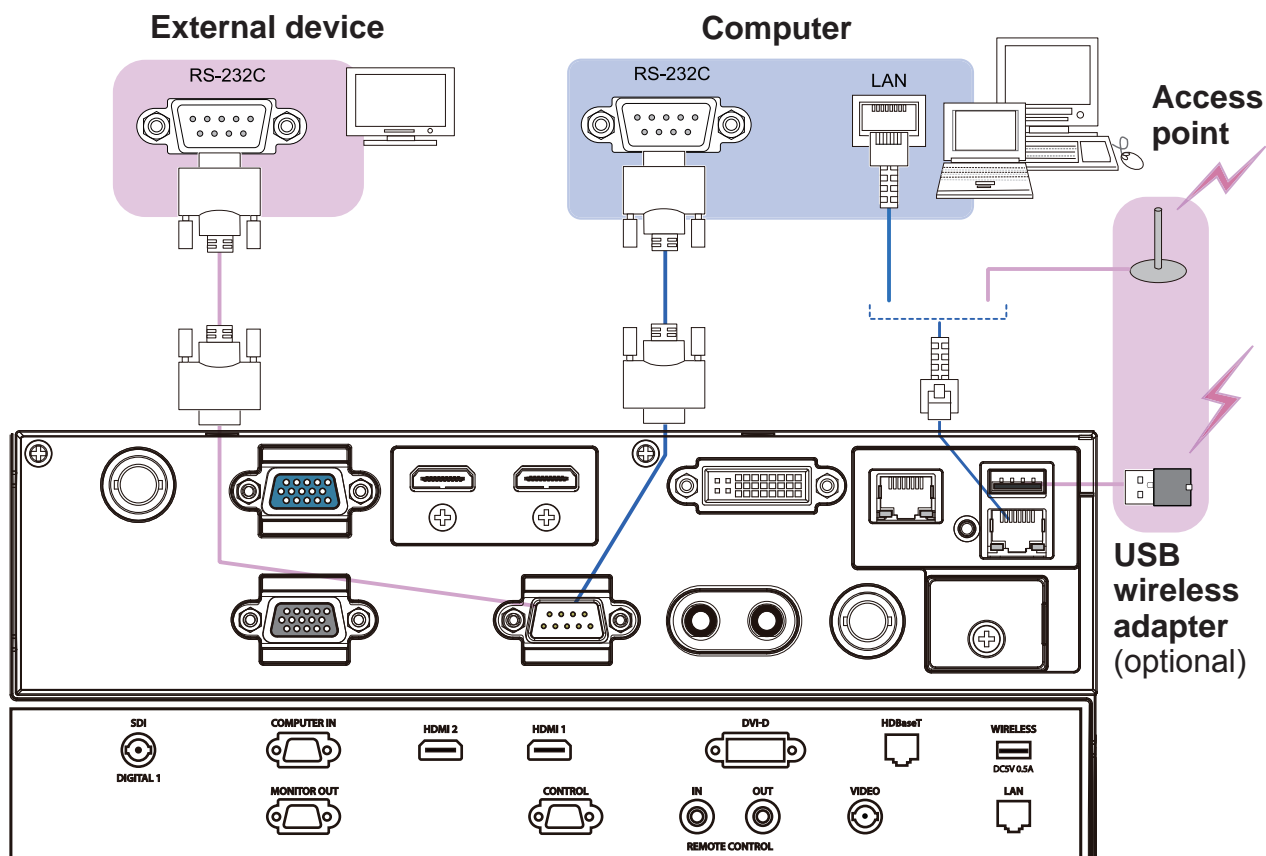 External device
Computer
RS-232C
RS-232C
LAN
Access
point
USB
wireless
adapter
(optional)
SDI
DIGITAL 1
COMPUTER IN
HDMI 2
HDMI 1
DVI-D
HDBaseT
WIRELESS
DC5V 0.5A
MONITOR OUT
CONTROL
IN
OUT
REMOTE CONTROL
VIDEO
LAN